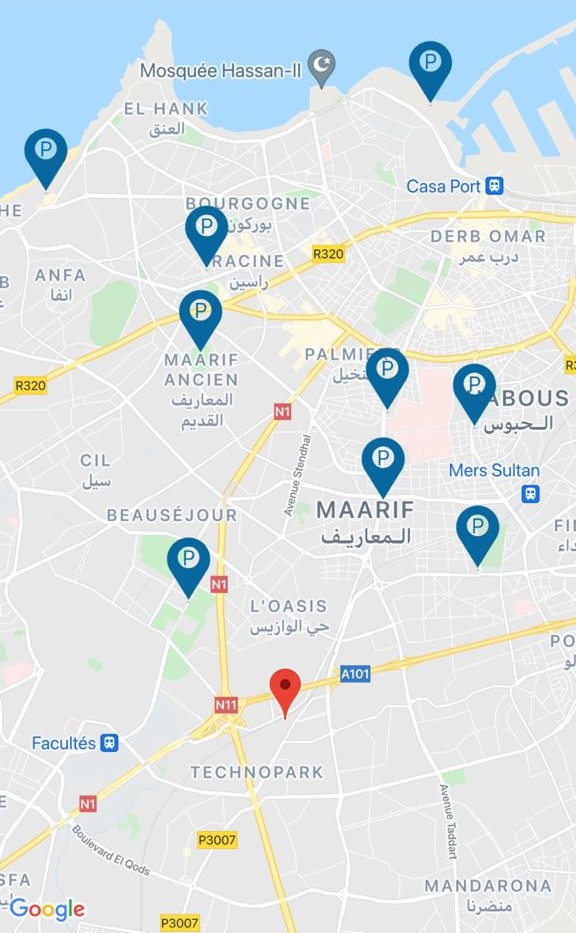 Mosquée Hassan-II
P
EL HANK
العنق
P
Casa Port
HE
BOURGOGNE
بوركون
P
DERB OMAR
درب عمر
R320
RACINE
راسين
ANFA
أنفا
B
P
MAARIF
ANCIEN
المعاريف
القديم
PALMIE
نخيل
P
P
R320
ABOUS
الحبوس
N1
Avenue Stendhal
CIL
سيل
P
Mers Sultan
BEAUSÉJOUR
MAARIF
المعاريف
P
FI
داء
P
N1
L'OASIS
حي الوازيس
PO
لو
A101
N11
Facultés
TECHNOPARK
N1
Avenue Taddart
P3007
Boulevard El Qods
SFA
MANDARONA
منضرنا
Google
P3007